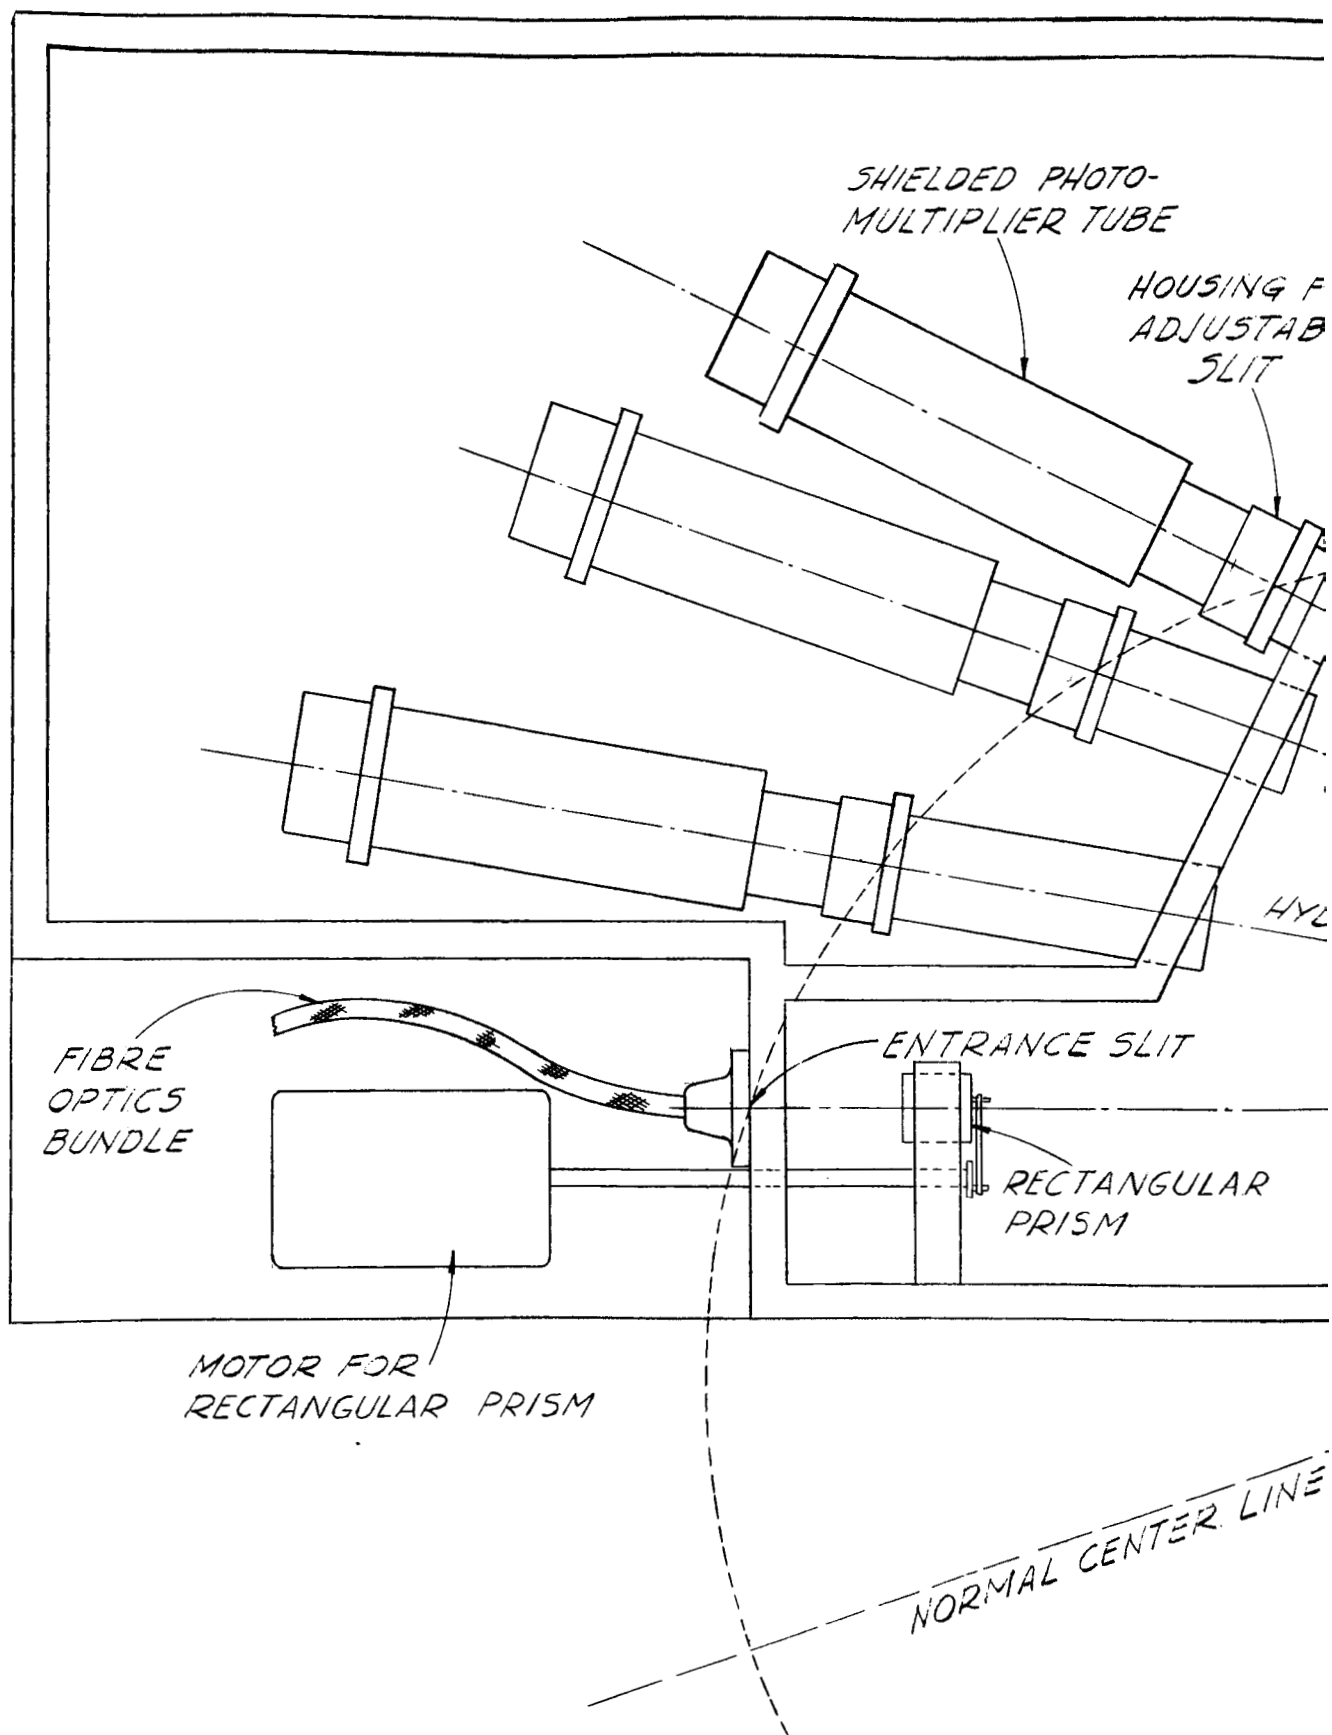 SHIELDED PHOTO-
MULTIPLIER TUBE
HOUSING F
ADJUSTAB
SLIT
HYD
FIBRE
OPTICS
BUNDLE
ENTRANCE SLIT
RECTANGULAR
PRISM
MOTOR FOR
RECTANGULAR PRISM
NORMAL CENTER LINE